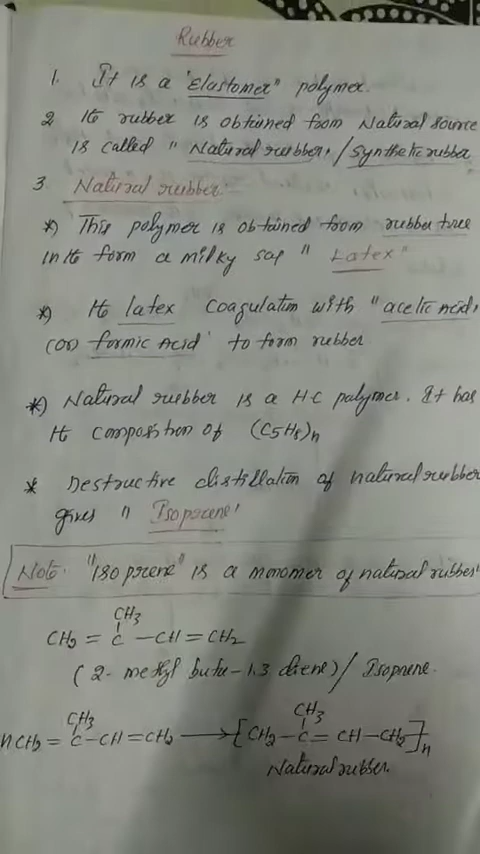 Rubber
1. It is a "Elastomer" polymer.
2 The rubber is obtained from Natural source
is called "Natural rubber, / Synthetic rubber
3. Natural rubber:
*) This polymer is obtained from rubber tree
in the form a milky sap "Latex"
*) The latex coagulation with "acetic Acid,
(or) formic Acid' to form rubber
*) Natural rubber is a H-C polymer. It has
the composition of (C5H8)n
* Destructive distillation of natural rubber
gives "Isoprene'
Note: "Isoprene" is a monomer of natural rubber"
CH3
CH2 = C - CH = CH2
(2- methyl buta-1,3 diene) / Isoprene.
CH3 CH3
nCH2 = C - CH = CH2 → [CH2 - C = CH - CH2]n
Natural rubber.